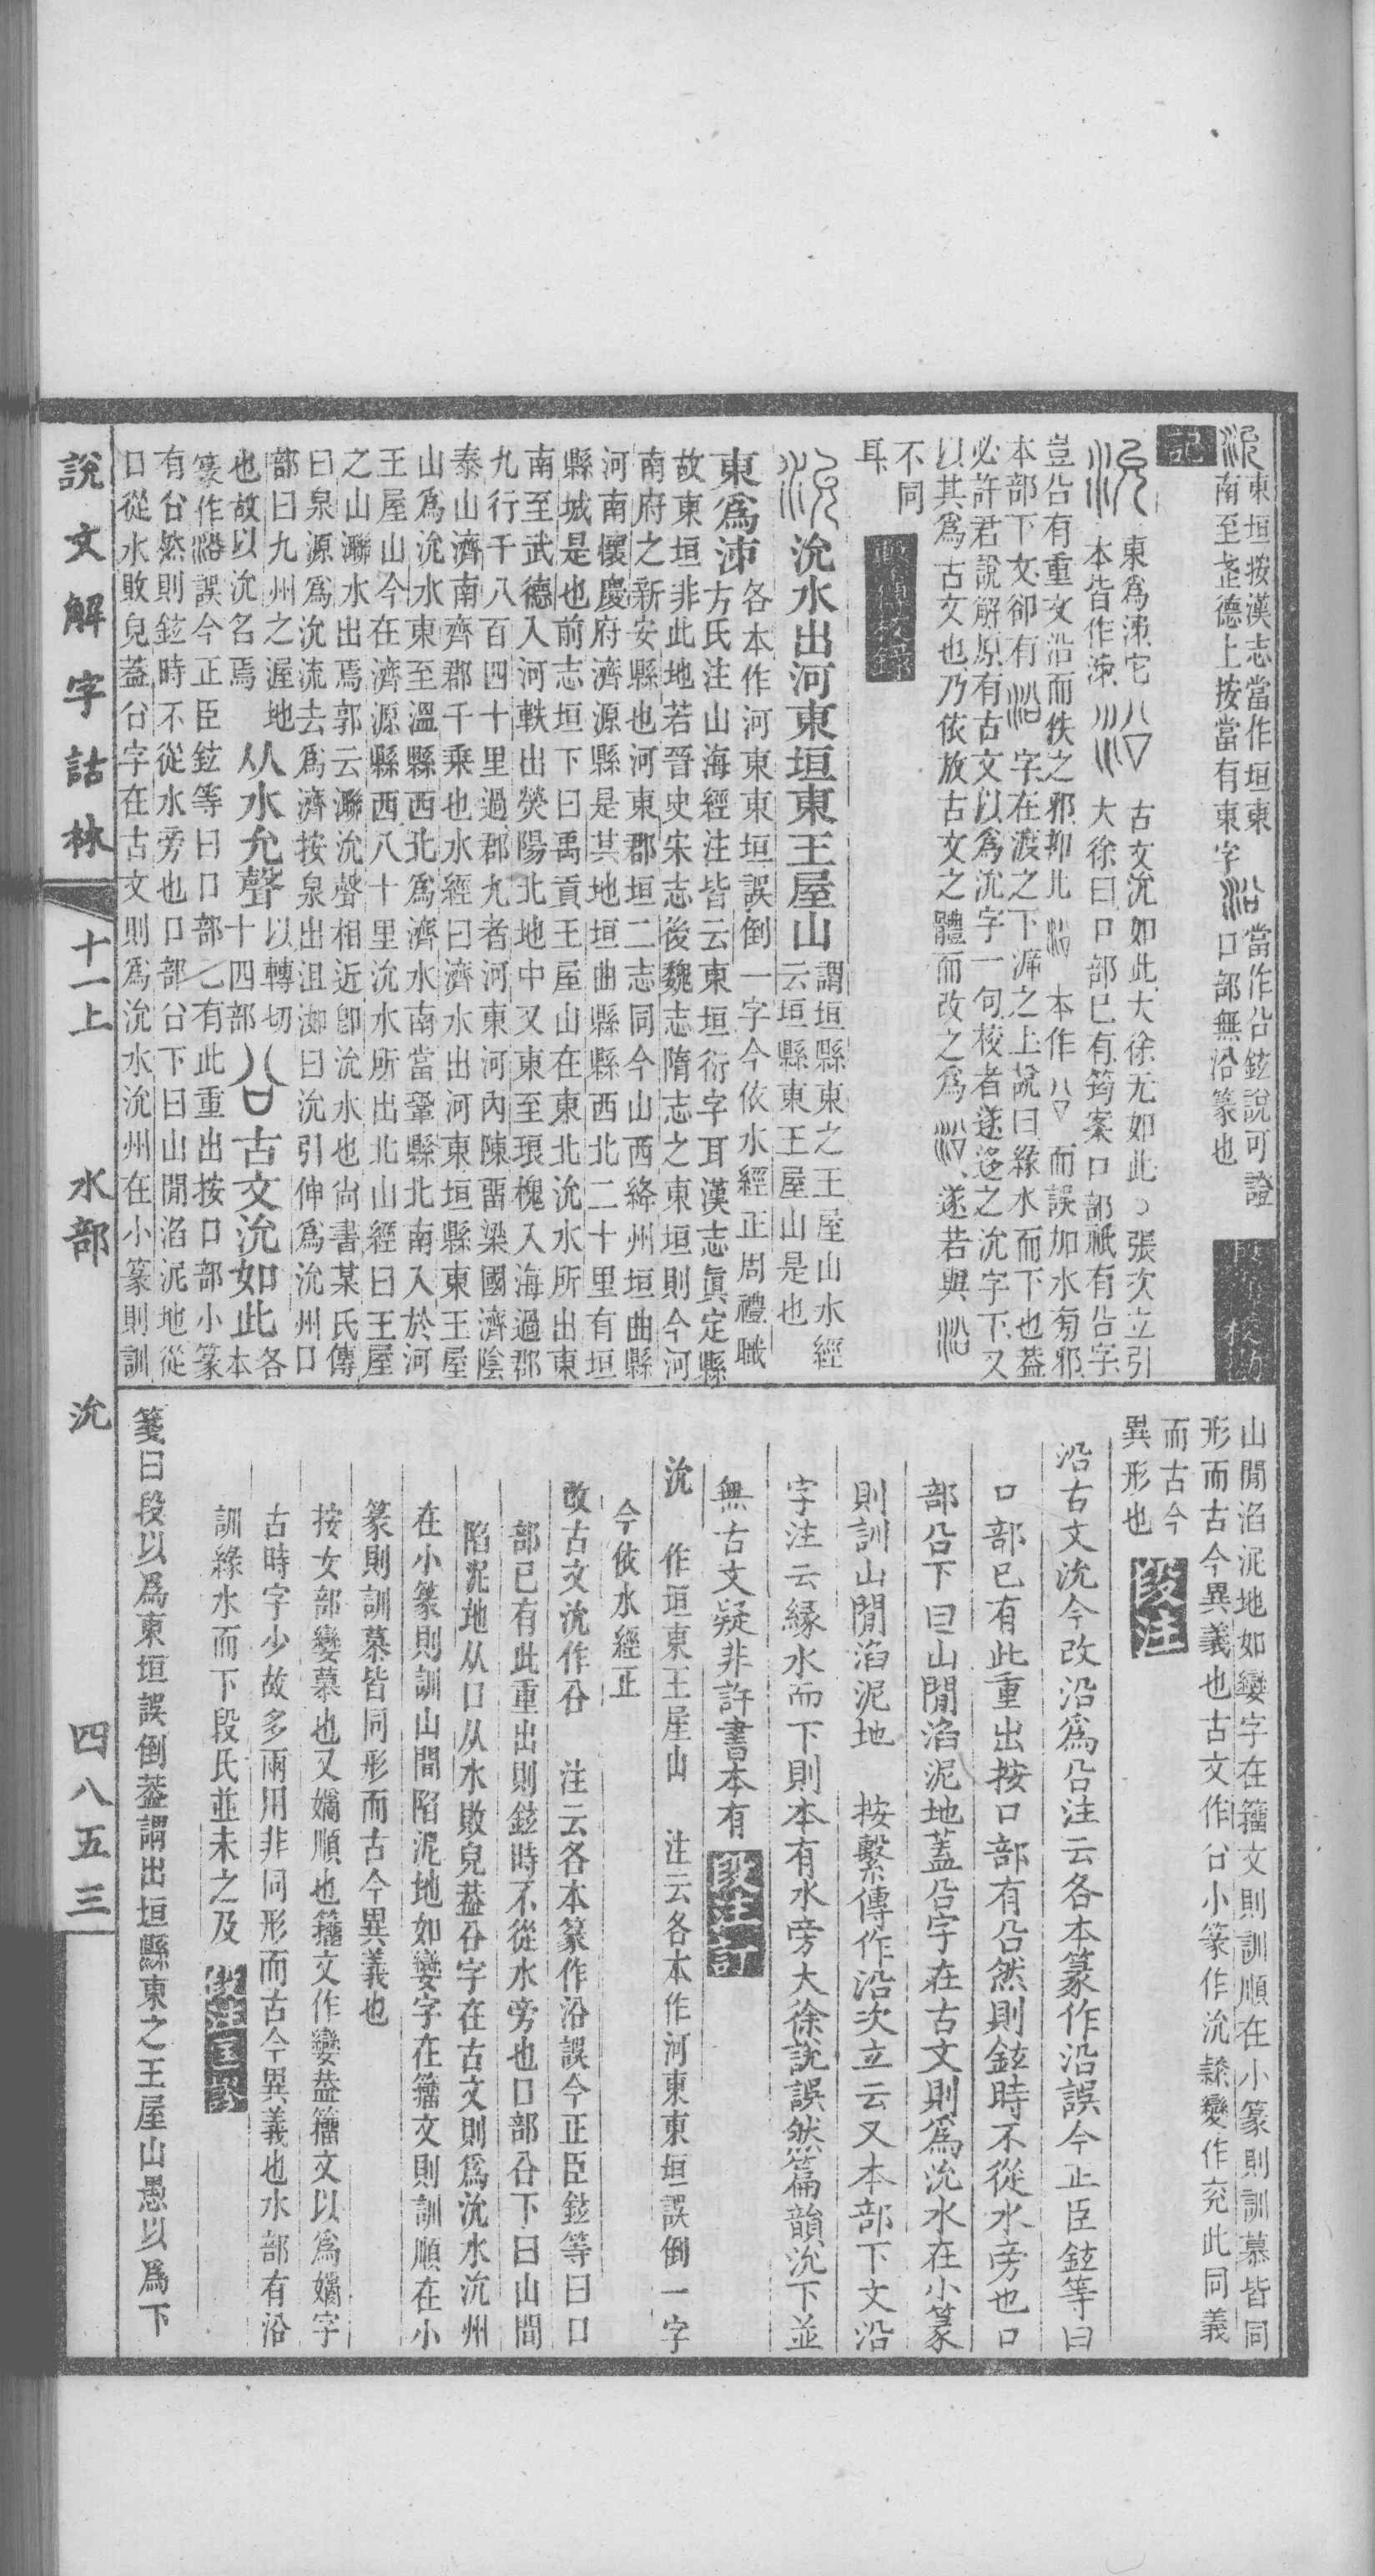 東垣按漢志當作垣東 當作㕣鉉說可證
南至𦍒德上按當有東字 口部無沿篆也
記
東爲沛宅 古文沇如此大徐无如此〇張次立引
本皆作沛 大徐曰口部已有筠案口部祇有㕣字
豈㕣有重文沿而佚之邪抑此 本作 而誤加水匊邪
本部下文卻有 字在渡之下㴑之上說曰緣水而下也葢
必許君說解原有古文以爲沇字一句校者遂迻之沇字下又
以其爲古文也乃依放古文之體而改之爲 遂若與
不同
耳
沇水出河東垣東王屋山謂垣縣東之王屋山水經
云垣縣東王屋山是也
各本作河東東垣誤倒一字今依水經正周禮職
東爲泲方氏注山海經注皆云東垣衍字耳漢志眞定縣
故東垣非此地若晉史宋志後魏志隋志之東垣則今河
南府之新安縣也河東郡垣二志同今山西絳州垣曲縣
河南懷慶府濟源縣是其地垣曲縣縣西北二十里有垣
縣城是也前志垣下曰禹貢王屋山在東北沇水所出東
南至武德入河軼出熒陽北地中又東至琅槐入海過郡
九行千八百四十里過郡九者河東河內陳畱梁國濟陰
泰山濟南齊郡千乘也水經曰濟水出河東垣縣東王屋
山爲沇水東至溫縣西北爲濟水南當鞏縣北南入於河
王屋山今在濟源縣西八十里沇水所出北山經曰王屋
之山㶌水出焉郭云㶌沇聲相近卽沇水也尙書某氏傳
曰泉源爲沇流去爲濟按泉出沮洳曰沇引伸爲沇州口
部曰九州之渥地
也故以沇名焉从水允聲以轉切
十四部古文沇如此各
本
篆作沿誤今正臣鉉等曰口部已有此重出按口部小篆
有㕣然則鉉時不從水旁也口部㕣下曰山閒淊泥地從
口從水敗皃葢㕣字在古文則爲沇水沇州在小篆則訓
山閒淊泥地如孌字在籒文則訓順在小篆則訓慕皆同
形而古今異義也古文作㕣小篆作沇隸變作兖此同義
而古今
異形也 段注
沿古文沇今改沿爲㕣注云各本篆作沿誤今正臣鉉等曰
口部已有此重出按口部有㕣然則鉉時不從水旁也口
部㕣下曰山閒淊泥地蓋㕣字在古文則爲沇水在小篆
則訓山閒淊泥地 按繫傳作沿次立云又本部下文沿
字注云緣水而下則本有水旁大徐說誤然篇韻沇下並
無古文疑非許書本有 段注訂
沇 作垣東王屋山 注云各本作河東東垣誤倒一字
今依水經正
改古文沇作㕣 注云各本篆作沿誤今正臣鉉等曰口
部已有此重出則鉉時不從水旁也口部㕣下曰山間
陷泥地从口从水敗皃葢㕣字在古文則爲沇水沇州
在小篆則訓山間陷泥地如孌字在籒文則訓順在小
篆則訓慕皆同形而古今異義也
按女部孌慕也又嫡順也籒文作孌葢籒文以爲嫡字
古時字少故多兩用非同形而古今異義也水部有沿
訓緣水而下段氏並未之及 段注匡謬
箋曰段以爲東垣誤倒葢謂出垣縣東之王屋山愚以爲下
說文解字詁林 十一上 水部 沇 四八五三